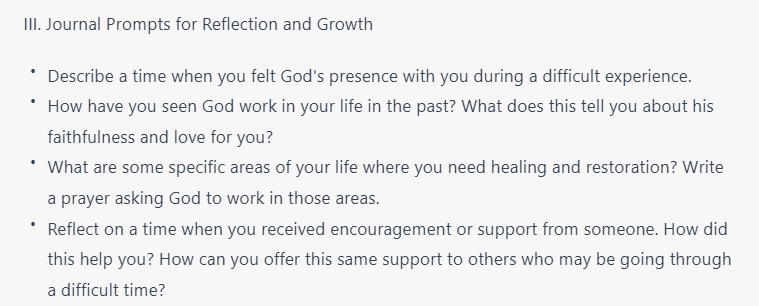 III. Journal Prompts for Reflection and Growth
• Describe a time when you felt God's presence with you during a difficult experience.
• How have you seen God work in your life in the past? What does this tell you about his
faithfulness and love for you?
• What are some specific areas of your life where you need healing and restoration? Write
a prayer asking God to work in those areas.
• Reflect on a time when you received encouragement or support from someone. How did
this help you? How can you offer this same support to others who may be going through
a difficult time?